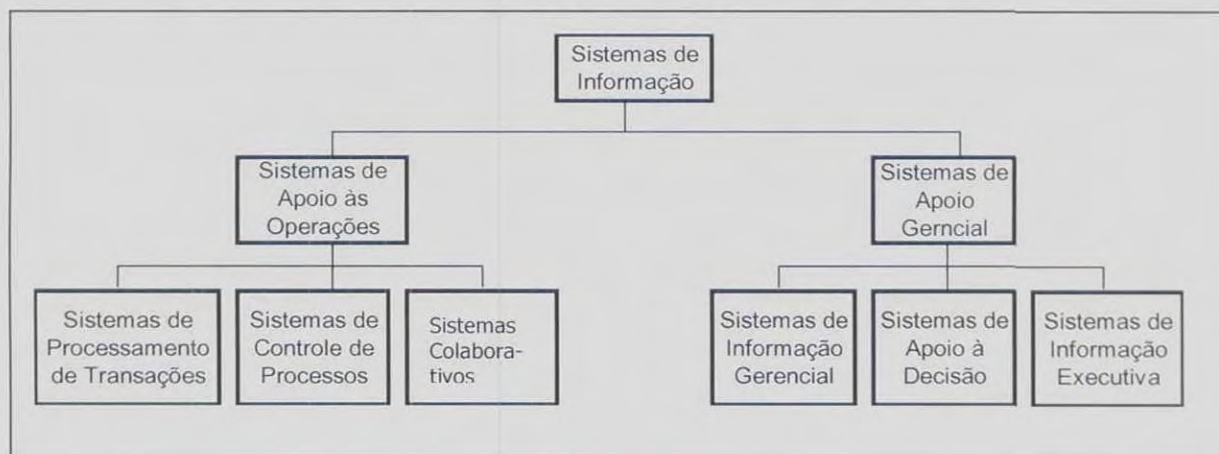 Sistemas de
Informação
Sistemas de
Apoio às
Operações
Sistemas de
Apoio
Gerncial
Sistemas de
Processamento
de Transações
Sistemas de
Controle de
Processos
Sistemas
Colabora-
tivos
Sistemas de
Informação
Gerencial
Sistemas de
Apoio à
Decisão
Sistemas de
Informação
Executiva